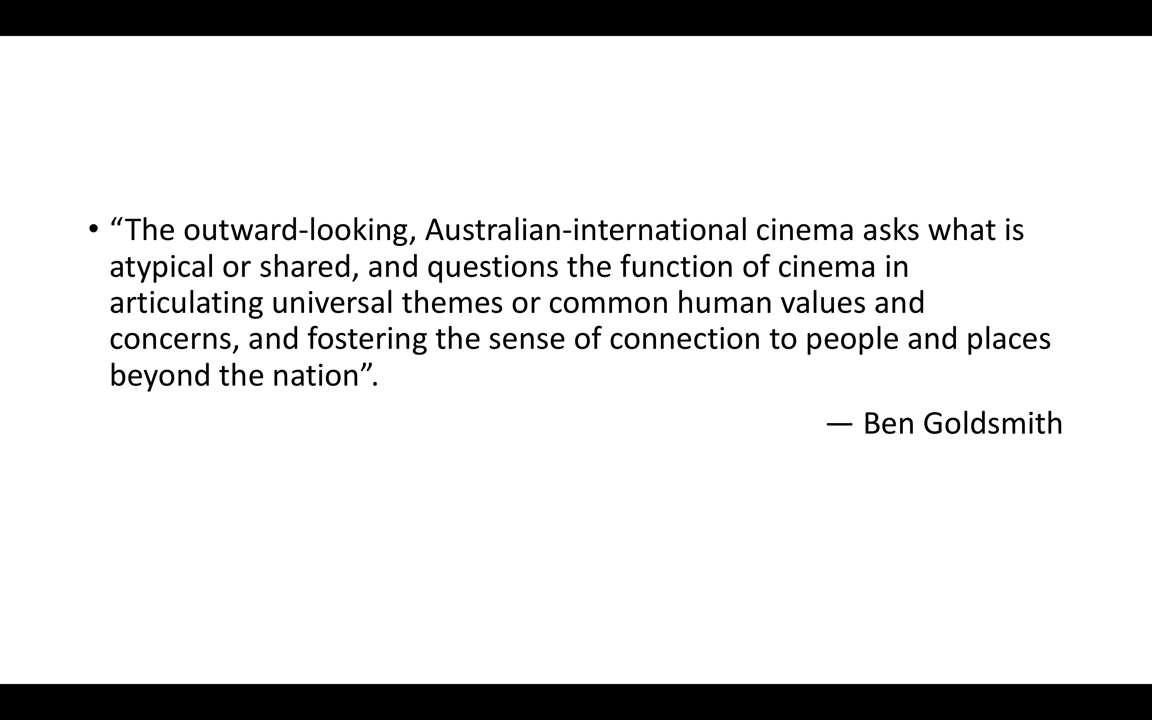 • “The outward-looking, Australian-international cinema asks what is
atypical or shared, and questions the function of cinema in
articulating universal themes or common human values and
concerns, and fostering the sense of connection to people and places
beyond the nation”.
— Ben Goldsmith